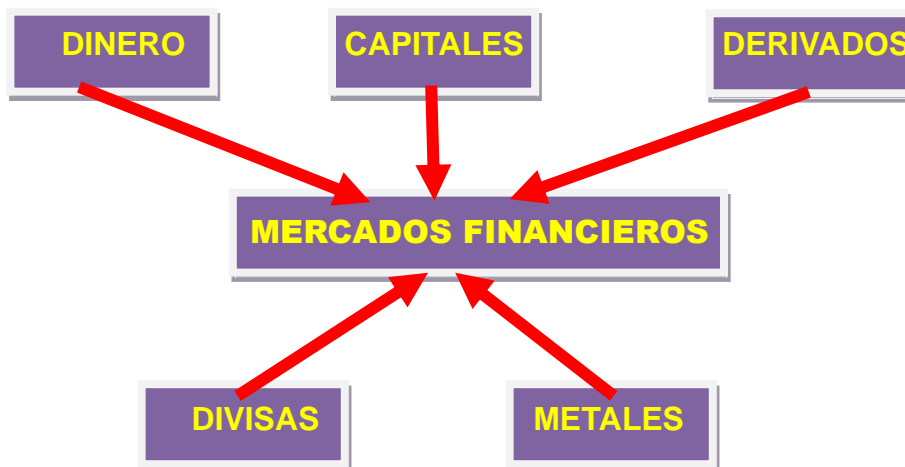 DINERO
CAPITALES
DERIVADOS
MERCADOS FINANCIEROS
DIVISAS
METALES